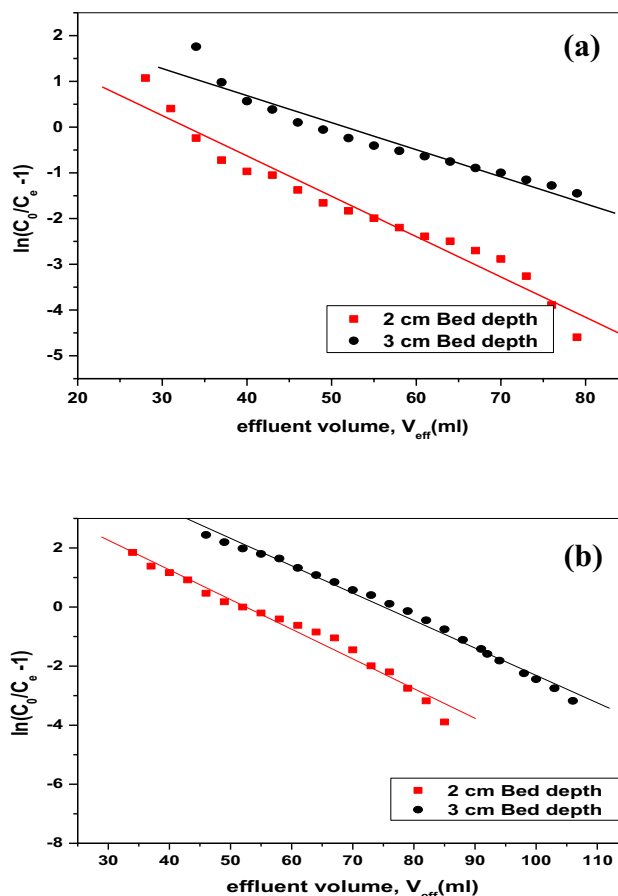 (a)
2
1
0
-1
-2
-3
-4
-5
ln(C₀/Cₑ -1)
2 cm Bed depth
3 cm Bed depth
20 30 40 50 60 70 80
effluent volume, V_eff(ml)
(b)
2
0
-2
-4
-6
-8
ln(C₀/Cₑ -1)
2 cm Bed depth
3 cm Bed depth
30 40 50 60 70 80 90 100 110
effluent volume, V_eff(ml)